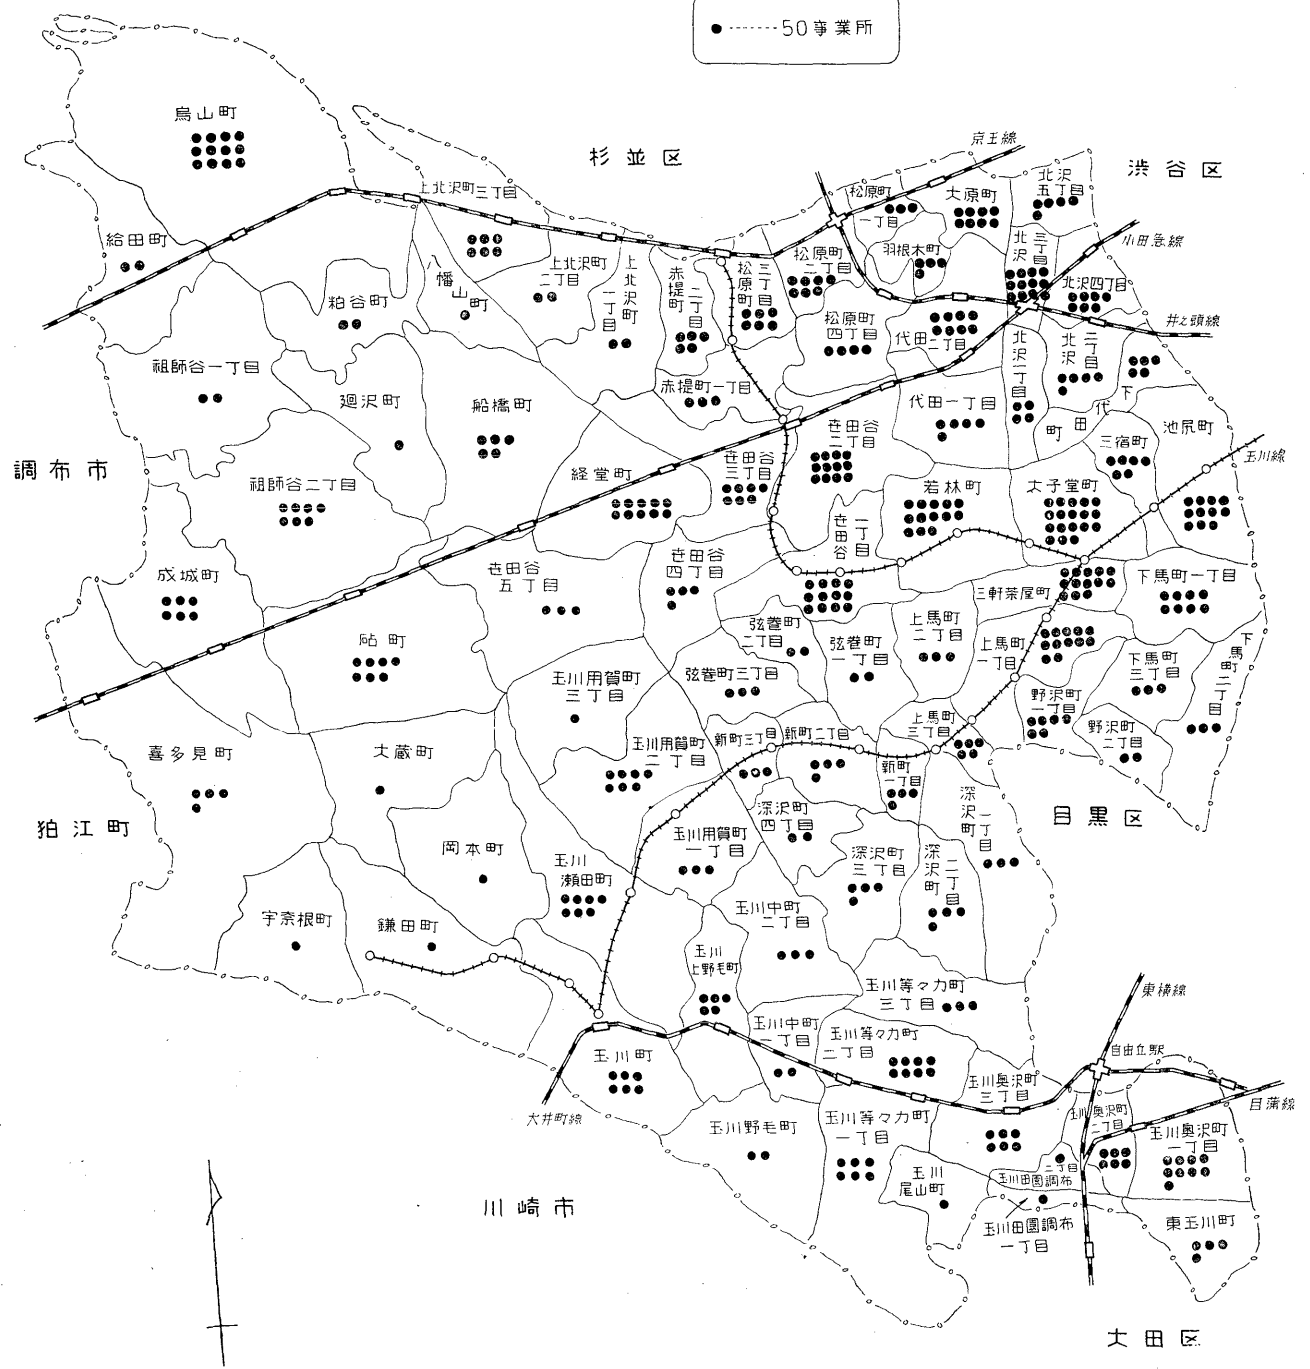 50事業所
烏山町
杉並区
京王線
渋谷区
上北沢町三丁目
松原町
一丁目
大原町
北沢
五丁目
給田町
八幡山町
上北沢町
二丁目
上北沢町
一丁目
赤堤町
二丁目
松原町
三丁目
松原町
二丁目
羽根木町
北沢
三丁目
小田急線
北沢四丁目
粕谷町
松原町
四丁目
代田二丁目
北沢一丁目
北沢
二丁目
井之頭線
祖師谷一丁目
廻沢町
船橋町
赤堤町一丁目
代田一丁目
下代田町
三宿町
池尻町
玉川線
調布市
祖師谷二丁目
経堂町
世田谷
三丁目
世田谷
二丁目
若林町
太子堂町
世田谷
一丁目
成城町
世田谷
五丁目
世田谷
四丁目
三軒茶屋町
下馬町一丁目
砧町
玉川用賀町
三丁目
弦巻町
二丁目
弦巻町三丁目
弦巻町
一丁目
上馬町
二丁目
上馬町
一丁目
下馬町
三丁目
下馬町二丁目
野沢町
一丁目
野沢町
二丁目
喜多見町
大蔵町
玉川用賀町
二丁目
新町三丁目
新町二丁目
上馬町
三丁目
新町
一丁目
狛江町
岡本町
玉川
瀬田町
玉川用賀町
一丁目
深沢町
四丁目
深沢町
三丁目
深沢町
二丁目
深沢町
一丁目
目黒区
宇奈根町
鎌田町
玉川中町
二丁目
玉川
上野毛町
玉川等々力町
三丁目
東横線
玉川町
玉川中町
一丁目
玉川等々力町
二丁目
玉川奥沢町
三丁目
自由丘駅
大井町線
玉川野毛町
玉川等々力町
一丁目
玉川奥沢町
二丁目
玉川奥沢町
一丁目
目蒲線
川崎市
玉川
尾山町
二丁目
玉川田園調布
玉川田園調布
一丁目
東玉川町
大田区